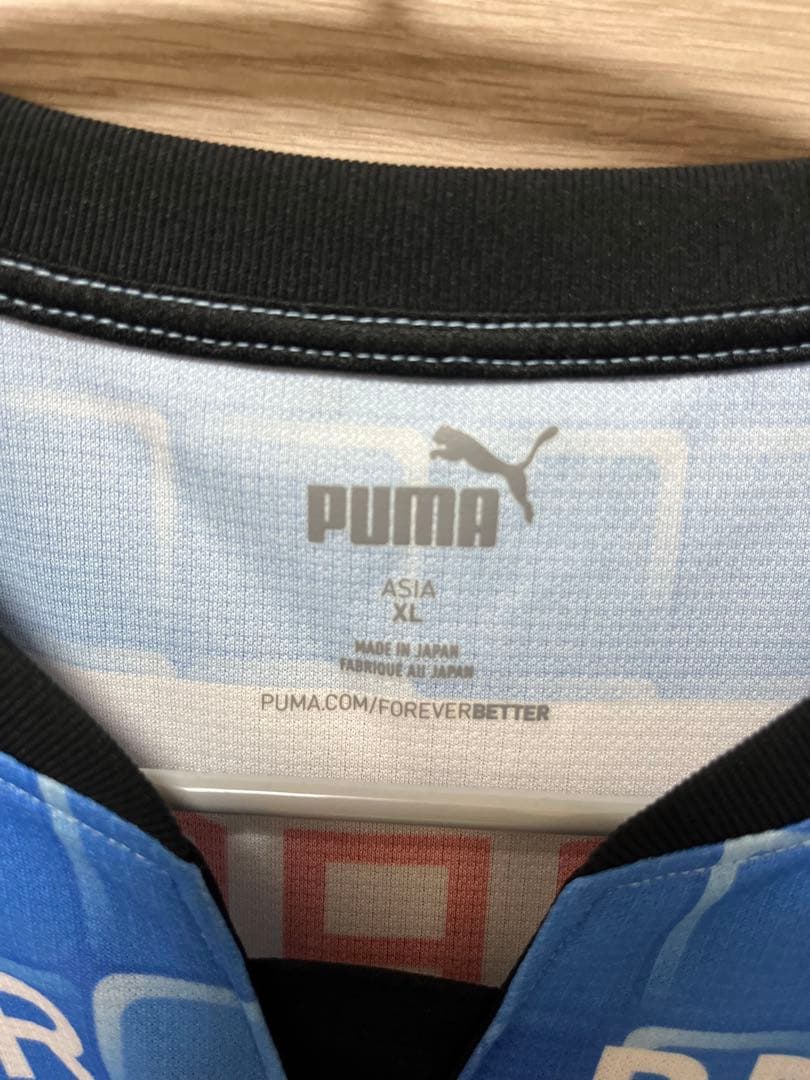 PUMA
ASIA
XL
MADE IN JAPAN
FABRIQUÉ AU JAPAN
PUMA.COM/FOREVERBETTER